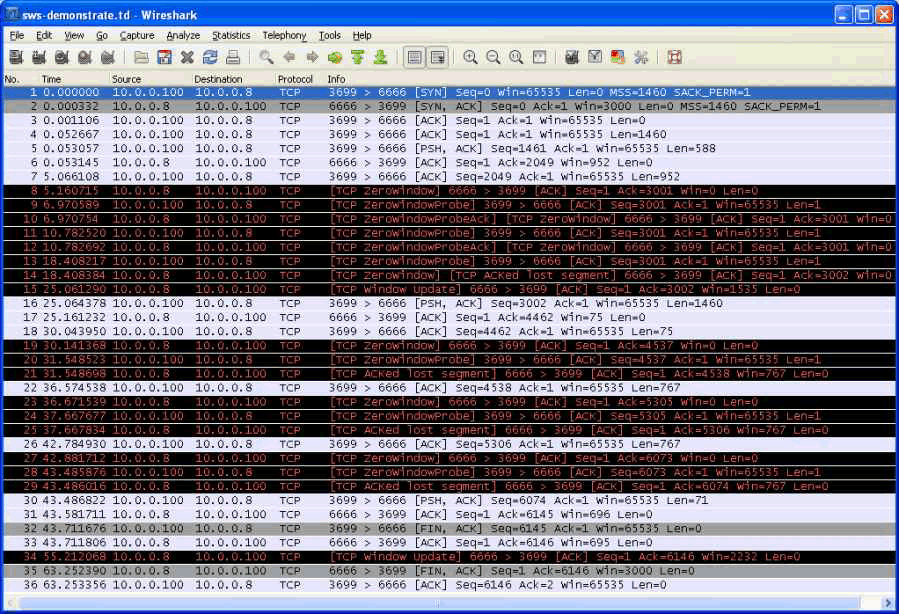 sws-demonstrate.td - Wireshark
File Edit View Go Capture Analyze Statistics Telephony Tools Help
No. Time Source Destination Protocol Info
1 0.000000 10.0.0.100 10.0.0.8 TCP 3699 > 6666 [SYN] Seq=0 Win=65535 Len=0 MSS=1460 SACK_PERM=1
2 0.000332 10.0.0.8 10.0.0.100 TCP 6666 > 3699 [SYN, ACK] Seq=0 Ack=1 Win=3000 Len=0 MSS=1460 SACK_PERM=1
3 0.001106 10.0.0.100 10.0.0.8 TCP 3699 > 6666 [ACK] Seq=1 Ack=1 Win=65535 Len=0
4 0.052667 10.0.0.100 10.0.0.8 TCP 3699 > 6666 [ACK] Seq=1 Ack=1 Win=65535 Len=1460
5 0.053057 10.0.0.100 10.0.0.8 TCP 3699 > 6666 [PSH, ACK] Seq=1461 Ack=1 Win=65535 Len=588
6 0.053145 10.0.0.8 10.0.0.100 TCP 6666 > 3699 [ACK] Seq=1 Ack=2049 Win=952 Len=0
7 5.066108 10.0.0.100 10.0.0.8 TCP 3699 > 6666 [ACK] Seq=2049 Ack=1 Win=65535 Len=952
8 5.160715 10.0.0.8 10.0.0.100 TCP [TCP ZeroWindow] 6666 > 3699 [ACK] Seq=1 Ack=3001 Win=0 Len=0
9 6.970589 10.0.0.100 10.0.0.8 TCP [TCP ZeroWindowProbe] 3699 > 6666 [ACK] Seq=3001 Ack=1 Win=65535 Len=1
10 6.970754 10.0.0.8 10.0.0.100 TCP [TCP ZeroWindowProbeAck] [TCP ZeroWindow] 6666 > 3699 [ACK] Seq=1 Ack=3001 Win=0
11 10.782520 10.0.0.100 10.0.0.8 TCP [TCP ZeroWindowProbe] 3699 > 6666 [ACK] Seq=3001 Ack=1 Win=65535 Len=1
12 10.782692 10.0.0.8 10.0.0.100 TCP [TCP ZeroWindowProbeAck] [TCP ZeroWindow] 6666 > 3699 [ACK] Seq=1 Ack=3001 Win=0
13 18.408217 10.0.0.100 10.0.0.8 TCP [TCP ZeroWindowProbe] 3699 > 6666 [ACK] Seq=3001 Ack=1 Win=65535 Len=1
14 18.408384 10.0.0.8 10.0.0.100 TCP [TCP ZeroWindow] [TCP ACKed lost segment] 6666 > 3699 [ACK] Seq=1 Ack=3002 Win=0
15 25.061290 10.0.0.8 10.0.0.100 TCP [TCP Window Update] 6666 > 3699 [ACK] Seq=1 Ack=3002 Win=1535 Len=0
16 25.064378 10.0.0.100 10.0.0.8 TCP 3699 > 6666 [PSH, ACK] Seq=3002 Ack=1 Win=65535 Len=1460
17 25.161232 10.0.0.8 10.0.0.100 TCP 6666 > 3699 [ACK] Seq=1 Ack=4462 Win=75 Len=0
18 30.043950 10.0.0.100 10.0.0.8 TCP 3699 > 6666 [ACK] Seq=4462 Ack=1 Win=65535 Len=75
19 30.141368 10.0.0.8 10.0.0.100 TCP [TCP ZeroWindow] 6666 > 3699 [ACK] Seq=1 Ack=4537 Win=0 Len=0
20 31.548523 10.0.0.100 10.0.0.8 TCP [TCP ZeroWindowProbe] 3699 > 6666 [ACK] Seq=4537 Ack=1 Win=65535 Len=1
21 31.548698 10.0.0.8 10.0.0.100 TCP [TCP ACKed lost segment] 6666 > 3699 [ACK] Seq=1 Ack=4538 Win=767 Len=0
22 36.574538 10.0.0.100 10.0.0.8 TCP 3699 > 6666 [ACK] Seq=4538 Ack=1 Win=65535 Len=767
23 36.671539 10.0.0.8 10.0.0.100 TCP [TCP ZeroWindow] 6666 > 3699 [ACK] Seq=1 Ack=5305 Win=0 Len=0
24 37.667677 10.0.0.100 10.0.0.8 TCP [TCP ZeroWindowProbe] 3699 > 6666 [ACK] Seq=5305 Ack=1 Win=65535 Len=1
25 37.667834 10.0.0.8 10.0.0.100 TCP [TCP ACKed lost segment] 6666 > 3699 [ACK] Seq=1 Ack=5306 Win=767 Len=0
26 42.784930 10.0.0.100 10.0.0.8 TCP 3699 > 6666 [ACK] Seq=5306 Ack=1 Win=65535 Len=767
27 42.881712 10.0.0.8 10.0.0.100 TCP [TCP ZeroWindow] 6666 > 3699 [ACK] Seq=1 Ack=6073 Win=0 Len=0
28 43.485876 10.0.0.100 10.0.0.8 TCP [TCP ZeroWindowProbe] 3699 > 6666 [ACK] Seq=6073 Ack=1 Win=65535 Len=1
29 43.486016 10.0.0.8 10.0.0.100 TCP [TCP ACKed lost segment] 6666 > 3699 [ACK] Seq=1 Ack=6074 Win=767 Len=0
30 43.486822 10.0.0.100 10.0.0.8 TCP 3699 > 6666 [PSH, ACK] Seq=6074 Ack=1 Win=65535 Len=71
31 43.581711 10.0.0.8 10.0.0.100 TCP 6666 > 3699 [ACK] Seq=1 Ack=6145 Win=696 Len=0
32 43.711676 10.0.0.100 10.0.0.8 TCP 3699 > 6666 [FIN, ACK] Seq=6145 Ack=1 Win=65535 Len=0
33 43.711806 10.0.0.8 10.0.0.100 TCP 6666 > 3699 [ACK] Seq=1 Ack=6146 Win=695 Len=0
34 55.212068 10.0.0.8 10.0.0.100 TCP [TCP Window Update] 6666 > 3699 [ACK] Seq=1 Ack=6146 Win=2232 Len=0
35 63.252390 10.0.0.8 10.0.0.100 TCP 6666 > 3699 [FIN, ACK] Seq=1 Ack=6146 Win=3000 Len=0
36 63.253356 10.0.0.100 10.0.0.8 TCP 3699 > 6666 [ACK] Seq=6146 Ack=2 Win=65535 Len=0